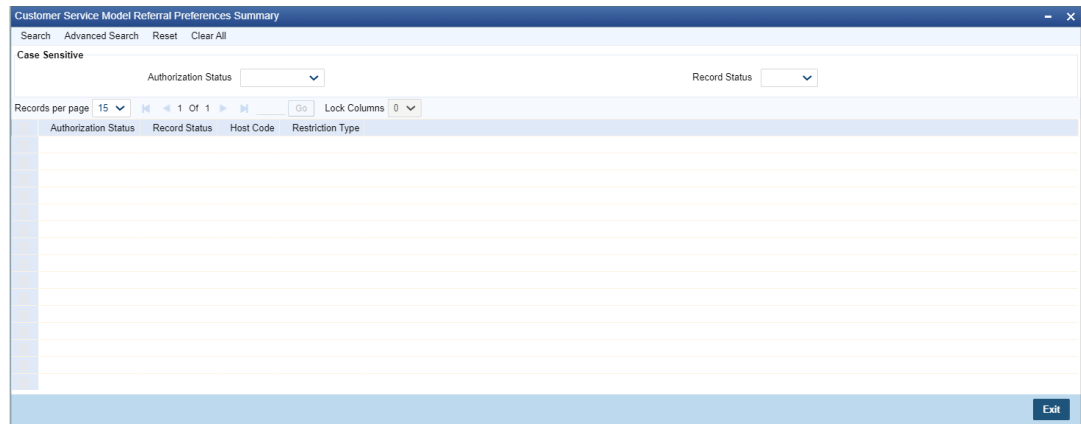 Customer Service Model Referral Preferences Summary
Search Advanced Search Reset Clear All
Case Sensitive
Authorization Status Record Status
Records per page 15 1 Of 1 Go Lock Columns 0
Authorization Status Record Status Host Code Restriction Type
Exit